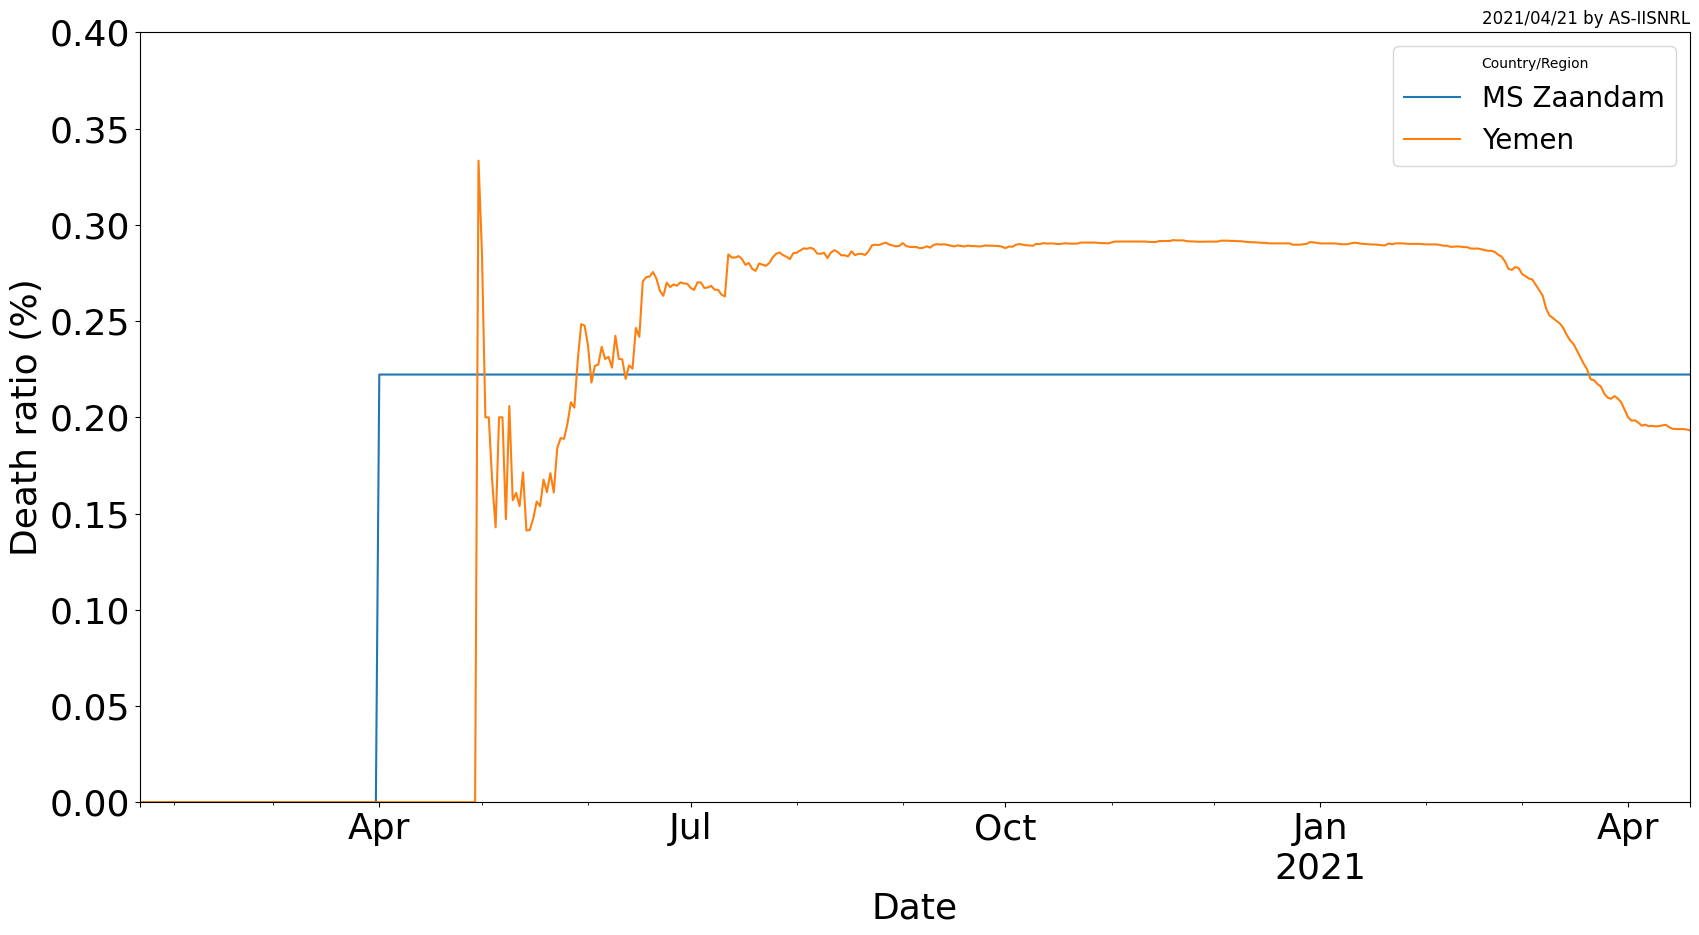 2021/04/21 by AS-IISNRL
Country/Region
MS Zaandam
Yemen
Death ratio (%)
0.40
0.35
0.30
0.25
0.20
0.15
0.10
0.05
0.00
Apr Jul Oct Jan Apr
2021
Date